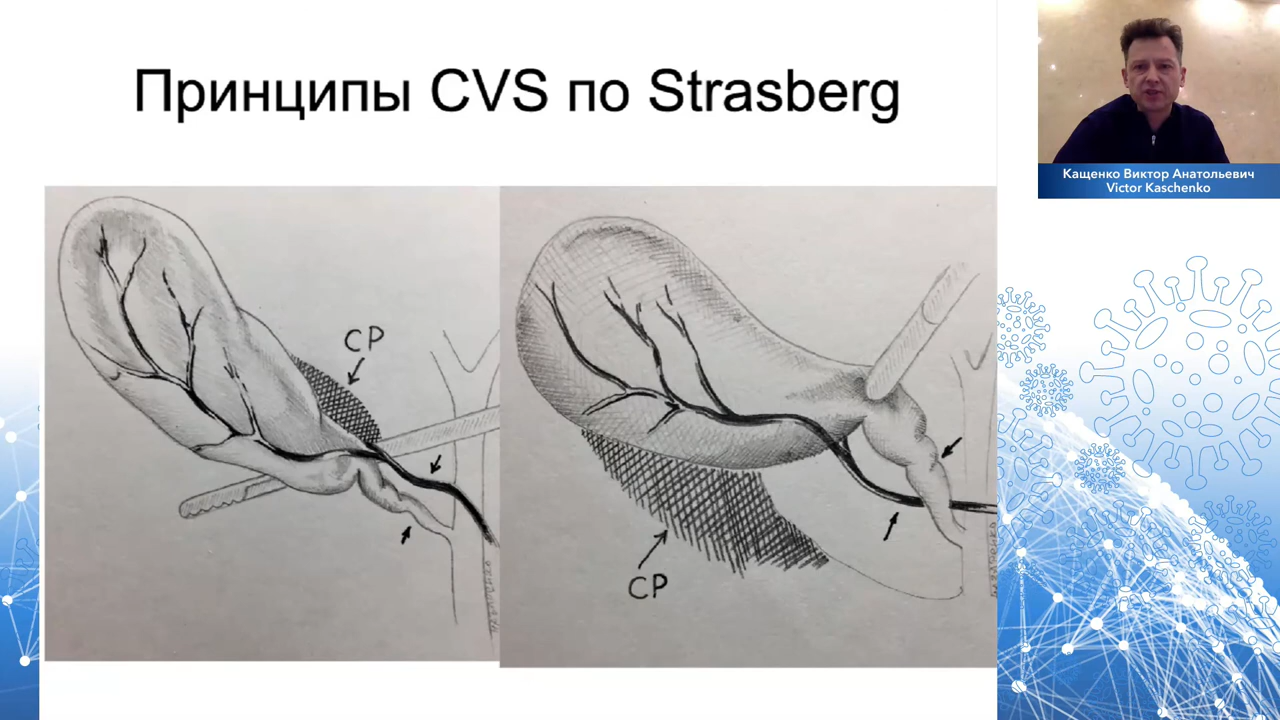 Принципы CVS по Strasberg
Кащенко Виктор Анатольевич
Victor Kaschenko
CP
CP